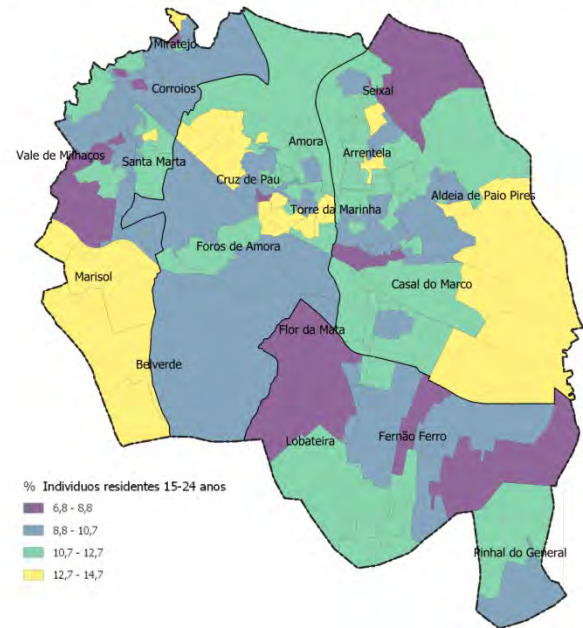 Miratejo
Corroios
Seixal
Amora
Vale de Milhaços
Santa Marta
Arrentela
Cruz de Pau
Aldeia de Paio Pires
Torre da Marinha
Foros de Amora
Marisol
Casal do Marco
Flor da Mata
Belverde
Lobateira
Fernão Ferro
% Individuos residentes 15-24 anos
6,8 - 8,8
8,8 - 10,7
10,7 - 12,7
12,7 - 14,7
Pinhal do General